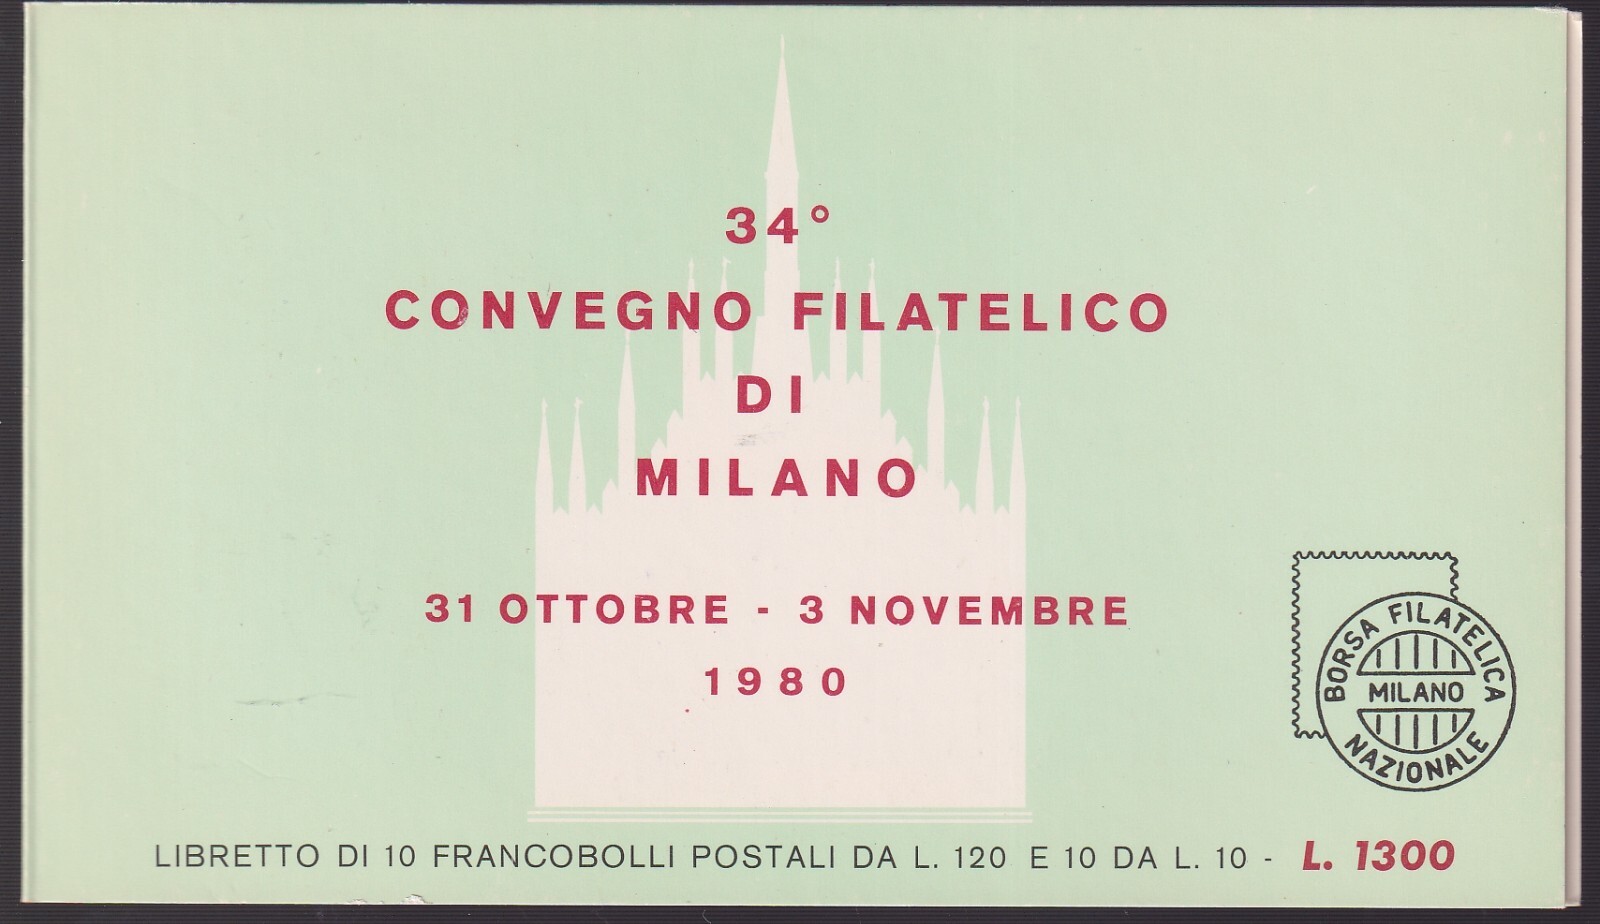 34°
CONVEGNO FILATELICO
DI
MILANO
31 OTTOBRE - 3 NOVEMBRE
1980
BORSA FILATELICA
MILANO
NAZIONALE
LIBRETTO DI 10 FRANCOBOLLI POSTALI DA L. 120 E 10 DA L. 10 - L. 1300